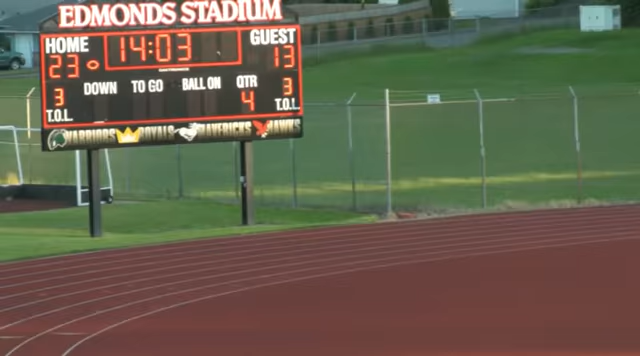 EDMONDS STADIUM
HOME 14:03 GUEST
23 13
DOWN TO GO BALL ON QTR
3 4 3
T.O.L. T.O.L.
WARRIORS ROYALS MAVERICKS HAWKS